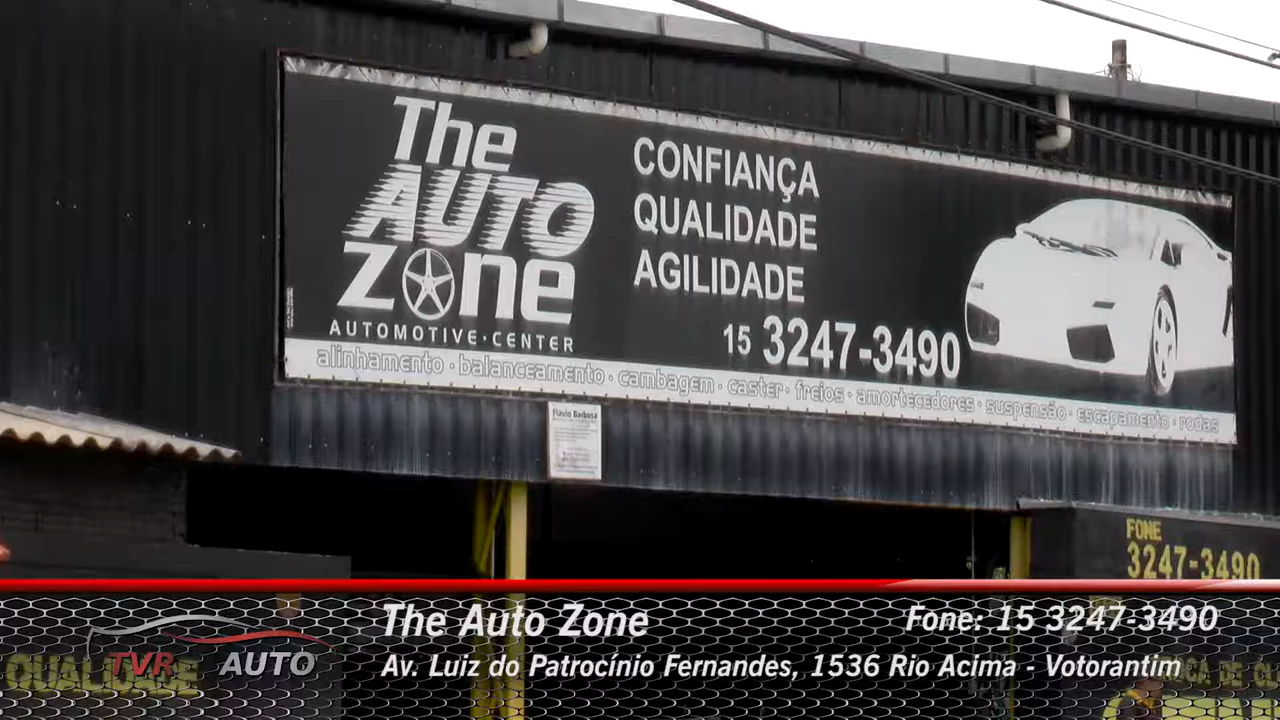 The
AUTO
Zone
AUTOMOTIVE·CENTER
CONFIANÇA
QUALIDADE
AGILIDADE
15 3247-3490
alinhamento · balanceamento · cambagem · caster · freios · amortecedores · suspensão · escapamento · rodas
Flavio Barbosa
FONE
3247-3490
The Auto Zone
Fone: 15 3247-3490
Av. Luiz do Patrocínio Fernandes, 1536 Rio Acima - Votorantim
TVR AUTO
QUALIDADE